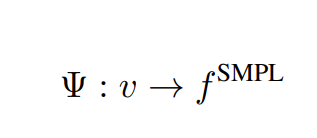 Ψ : v → f^SMPL